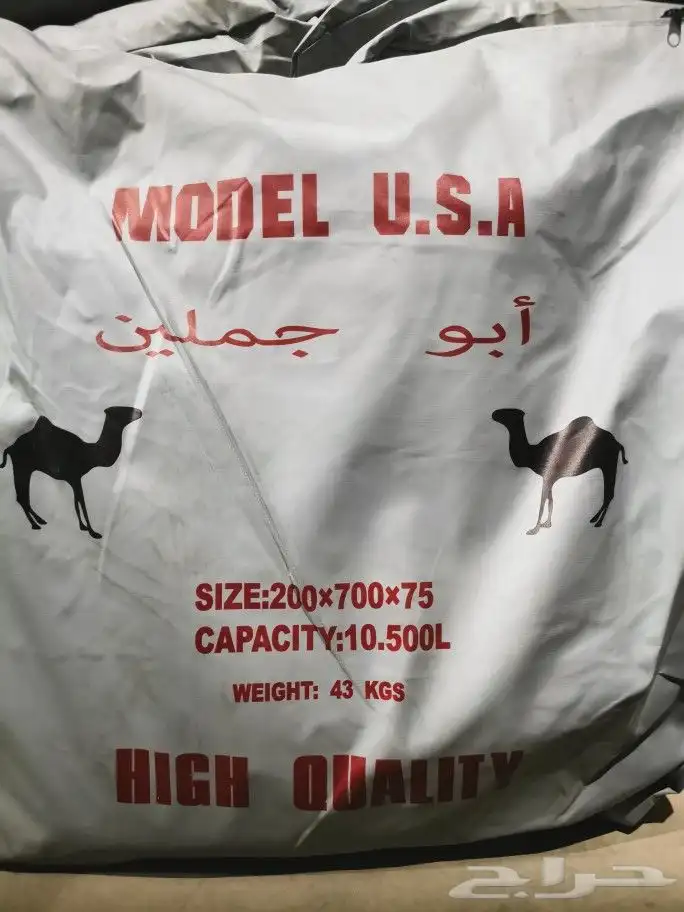 MODEL U.S.A
أبو جملين
SIZE:200×700×75
CAPACITY:10.500L
WEIGHT: 43 KGS
HIGH QUALITY
حراج